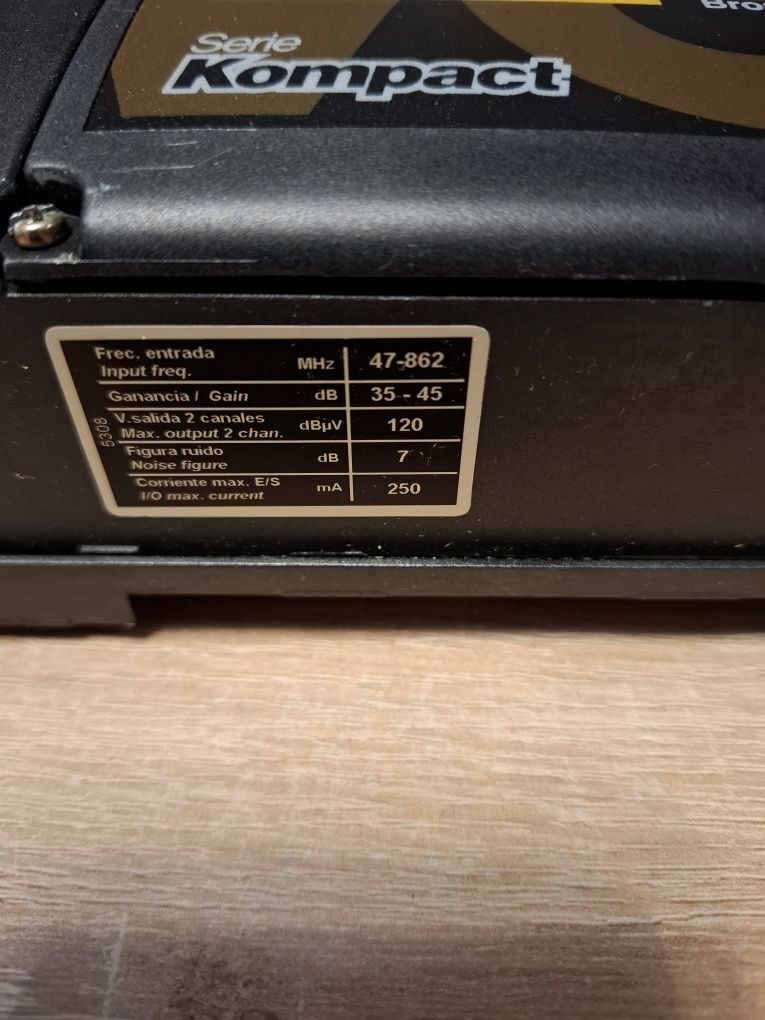 Serie
Kompact
Frec. entrada
Input freq.
MHz
47-862
Ganancia / Gain
dB
35 - 45
V.salida 2 canales
Max. output 2 chan.
dBµV
120
Figura ruido
Noise figure
dB
7
Corriente max. E/S
I/O max. current
mA
250
5308